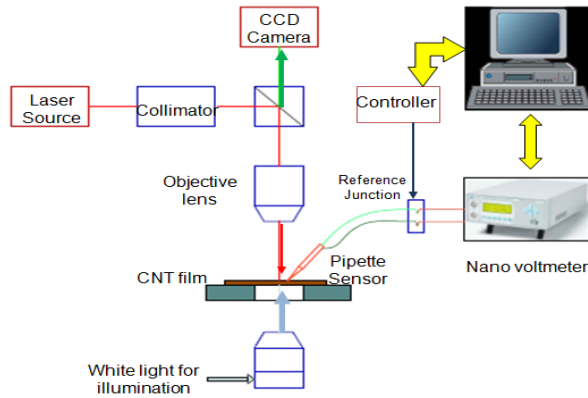 CCD
Camera
Laser
Source
Collimator
Controller
Objective
lens
Reference
Junction
CNT film
Pipette
Sensor
Nano voltmeter
White light for
illumination